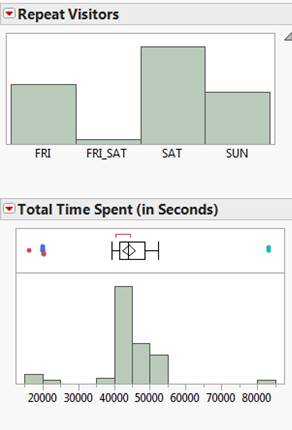 Repeat Visitors
FRI FRI_SAT SAT SUN
Total Time Spent (in Seconds)
20000 30000 40000 50000 60000 70000 80000